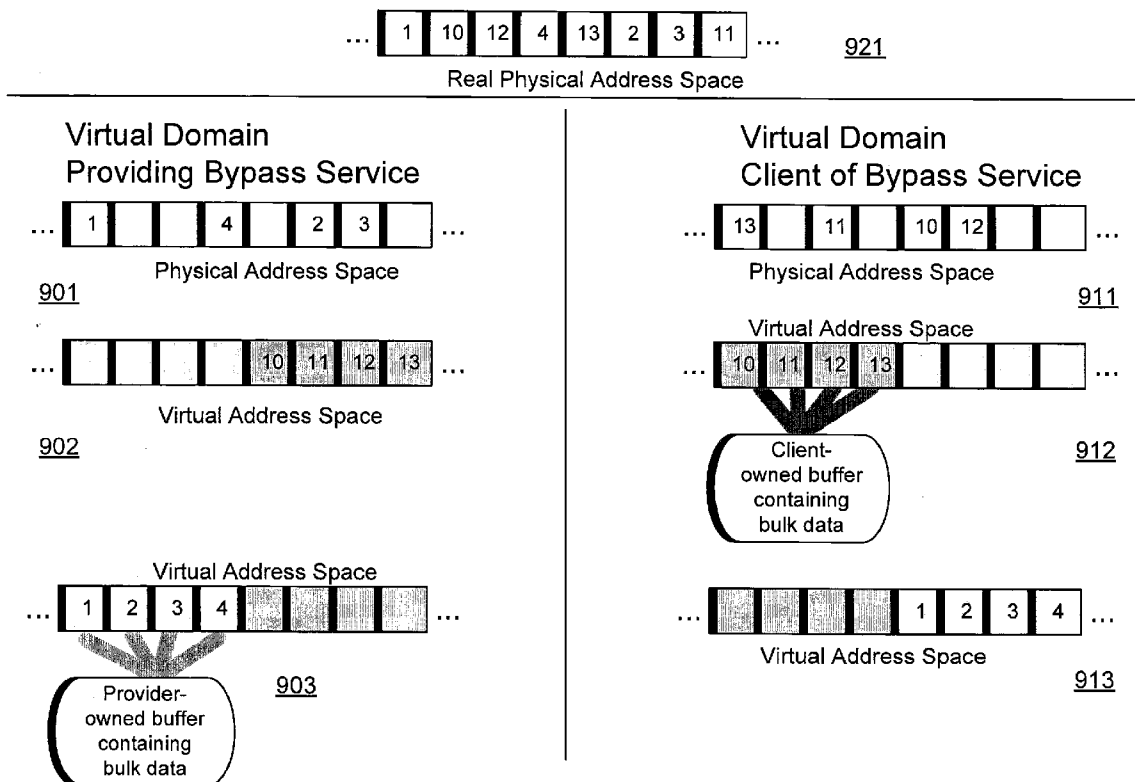 ... 1 10 12 4 13 2 3 11 ...
921
Real Physical Address Space
Virtual Domain
Providing Bypass Service
... 1 4 2 3 ...
Physical Address Space
901
... 10 11 12 13 ...
Virtual Address Space
902
Virtual Address Space
... 1 2 3 4 ...
903
Provider-
owned buffer
containing
bulk data
Virtual Domain
Client of Bypass Service
... 13 11 10 12 ...
Physical Address Space
911
Virtual Address Space
... 10 11 12 13 ...
912
Client-
owned buffer
containing
bulk data
... 1 2 3 4 ...
Virtual Address Space
913